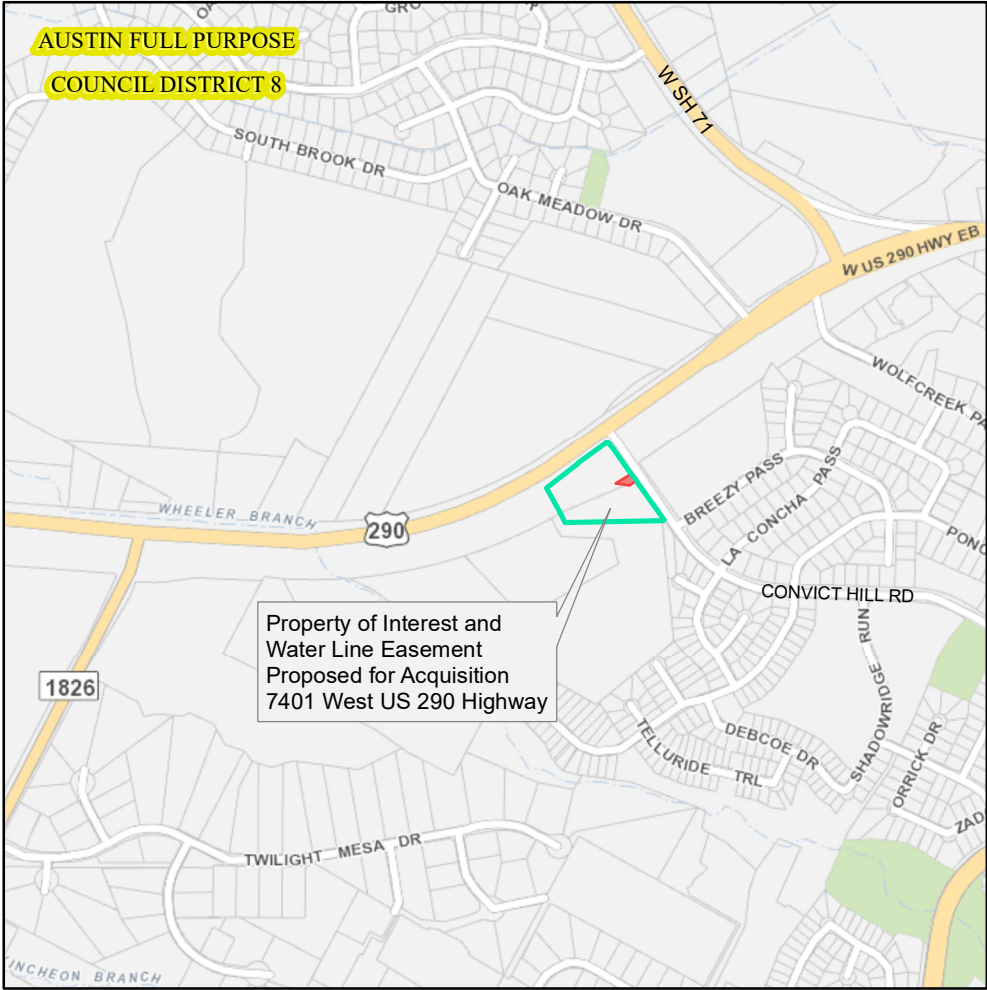 AUSTIN FULL PURPOSE
COUNCIL DISTRICT 8
W SH 71
SOUTH BROOK DR
OAK MEADOW DR
W US 290 HWY EB
WOLFCREEK PA
BREEZY PASS
LA CONCHA PASS
WHEELER BRANCH
290
PONC
CONVICT HILL RD
Property of Interest and
Water Line Easement
Proposed for Acquisition
7401 West US 290 Highway
1826
SHADOWRIDGE RUN
DEBCOE DR
TELLURIDE TRL
ORRICK DR
ZAD
TWILIGHT MESA DR
INCHEON BRANCH